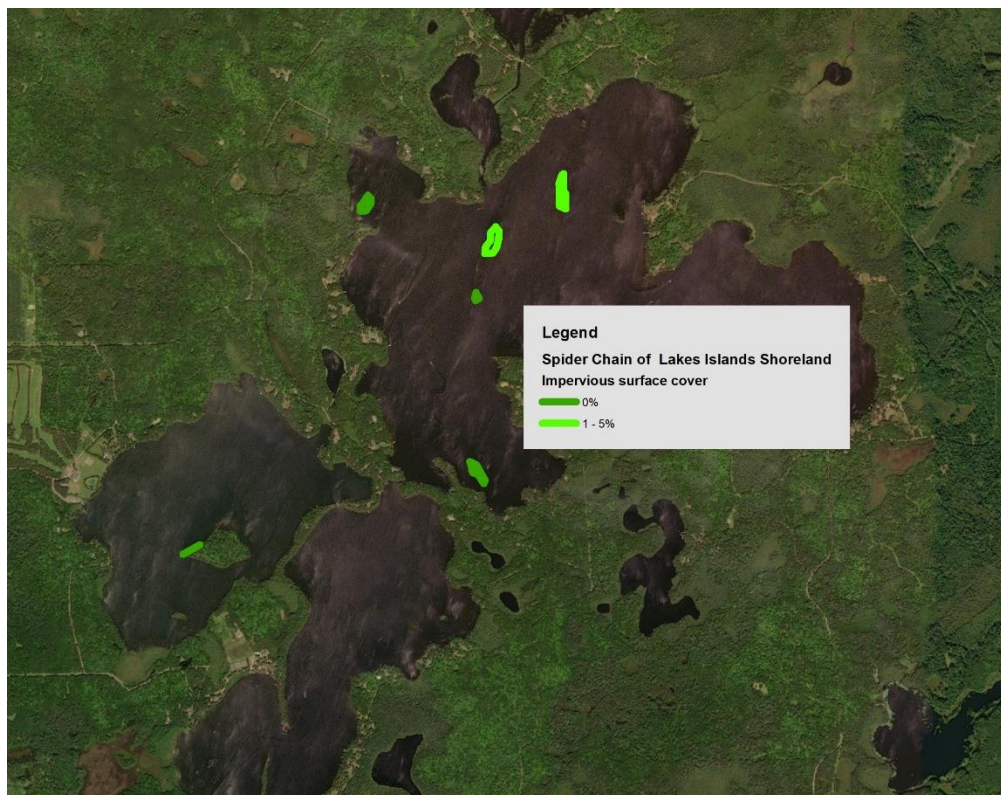 Legend
Spider Chain of Lakes Islands Shoreland
Impervious surface cover
0%
1 - 5%